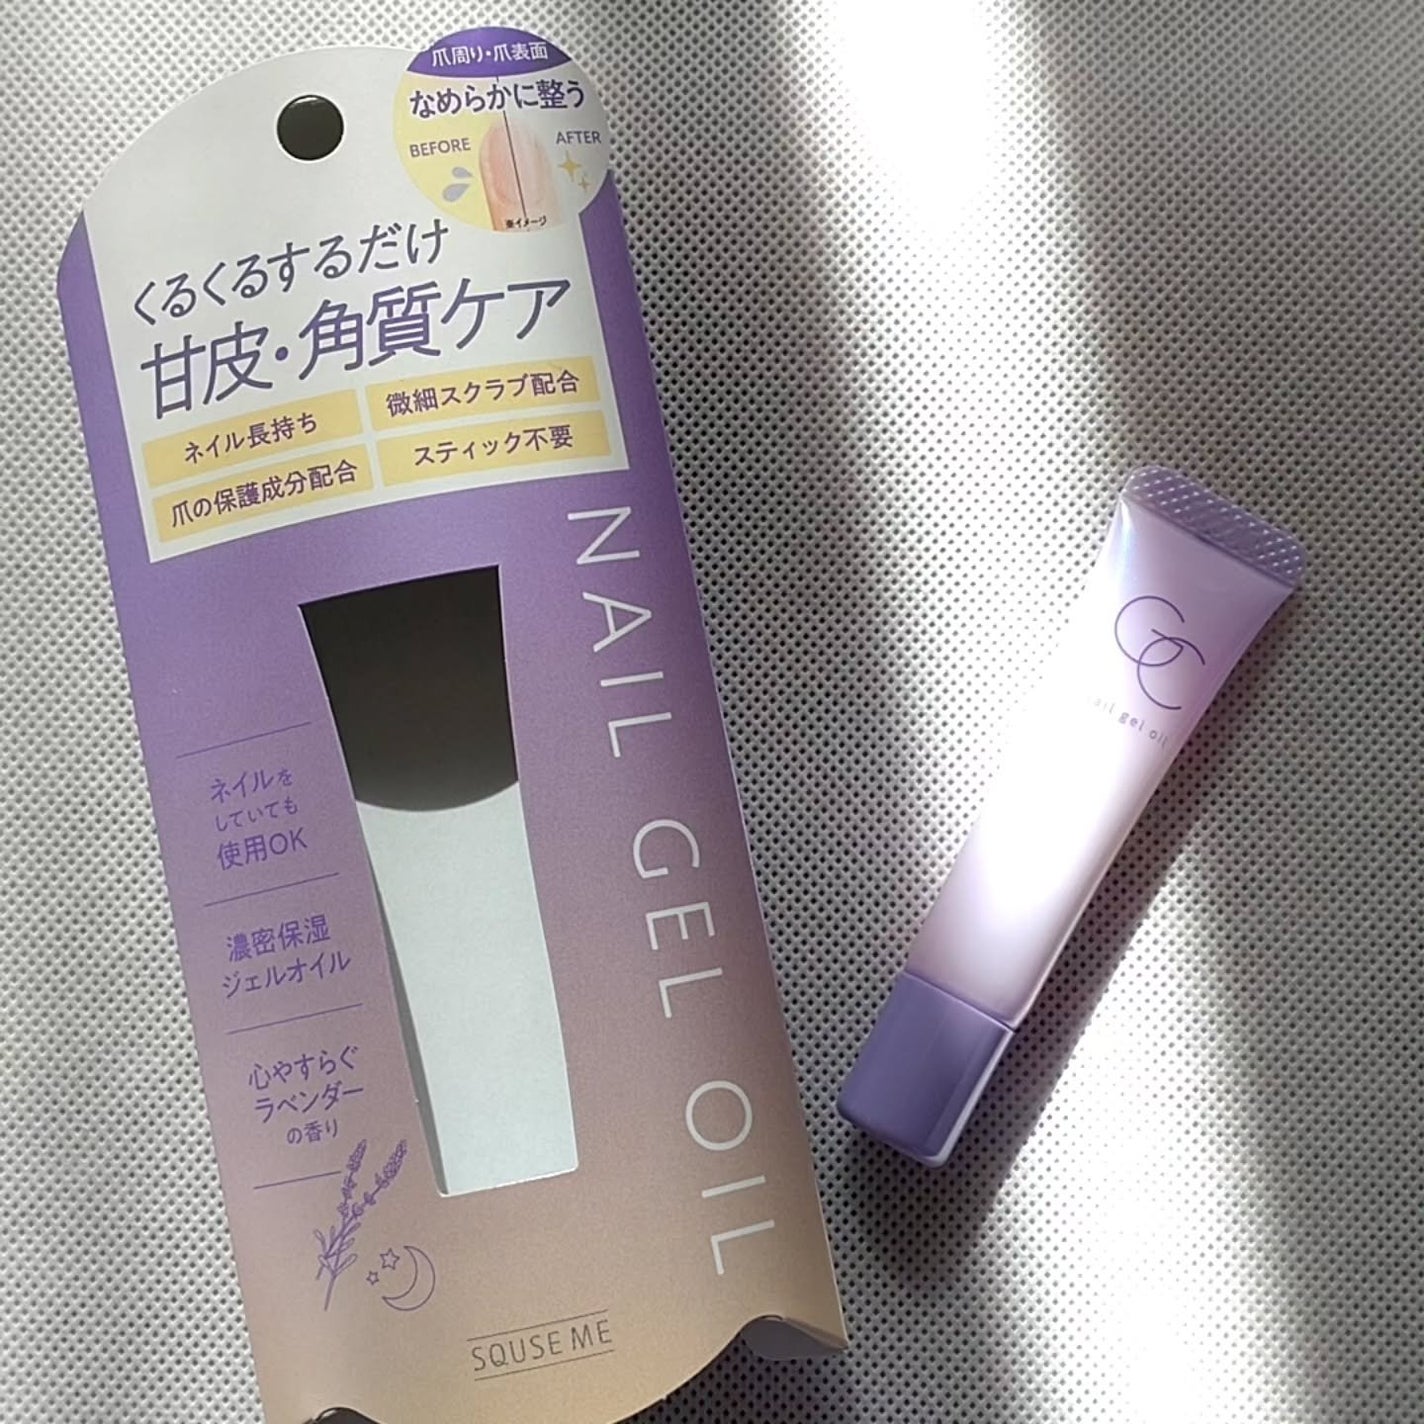 爪周り・爪表面
なめらかに整う
BEFORE
AFTER
※イメージ
くるくるするだけ
甘皮・角質ケア
ネイル長持ち
微細スクラブ配合
爪の保護成分配合
スティック不要
NAIL GEL OIL
ネイルを
していても
使用OK
濃密保湿
ジェルオイル
心やすらぐ
ラベンダー
の香り
SQUSE ME
GC
nail gel oil